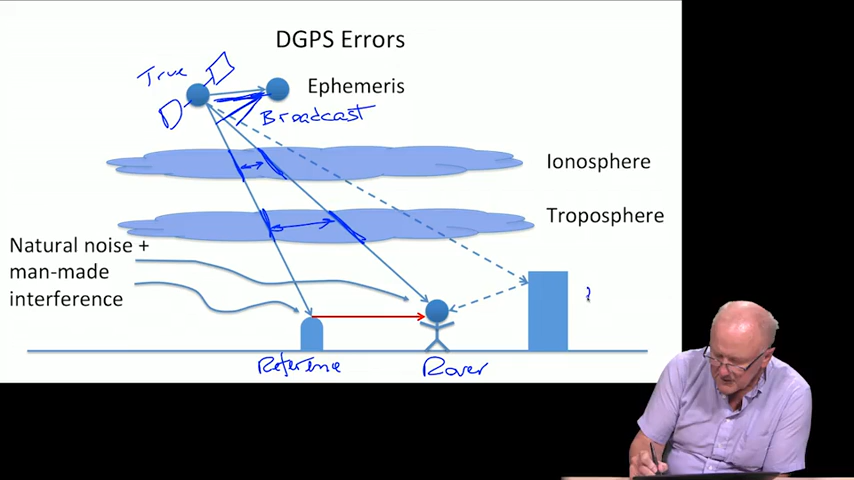 DGPS Errors
True
Ephemeris
Broadcast
Ionosphere
Troposphere
Natural noise +
man-made
interference
Reference
Rover